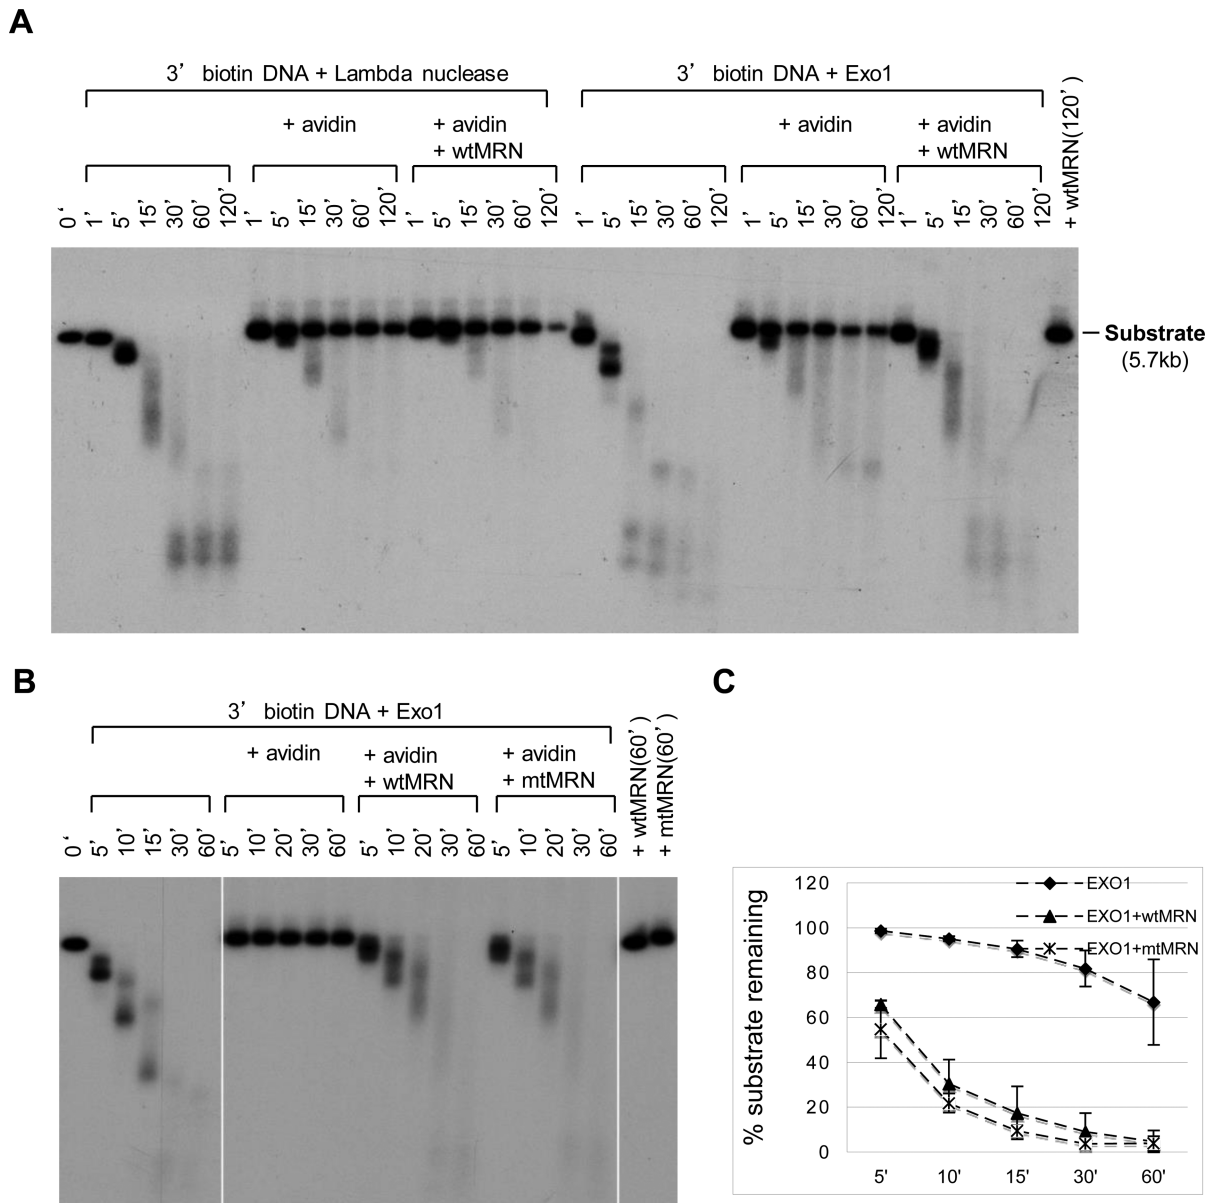 A
3’ biotin DNA + Lambda nuclease
3’ biotin DNA + Exo1
+ avidin
+ avidin
+ wtMRN
+ avidin
+ avidin
+ wtMRN
0‘ 1’ 5’ 15’ 30’ 60’ 120’ 1’ 5’ 15’ 30’ 60’ 120’ 1’ 5’ 15’ 30’ 60’ 120’ 1’ 5’ 15’ 30’ 60’ 120’ 1’ 5’ 15’ 30’ 60’ 120’ 1’ 5’ 15’ 30’ 60’ 120’ + wtMRN(120’ )
Substrate
(5.7kb)
B
3’ biotin DNA + Exo1
+ avidin
+ avidin
+ wtMRN
+ avidin
+ mtMRN
0‘ 5’ 10’ 15’ 30’ 60’ 5’ 10’ 20’ 30’ 60’ 5’ 10’ 20’ 30’ 60’ 5’ 10’ 20’ 30’ 60’ + wtMRN(60’ ) + mtMRN(60’ )
C
% substrate remaining
120
100
80
60
40
20
0
5' 10' 15' 30' 60'
EXO1
EXO1+wtMRN
EXO1+mtMRN